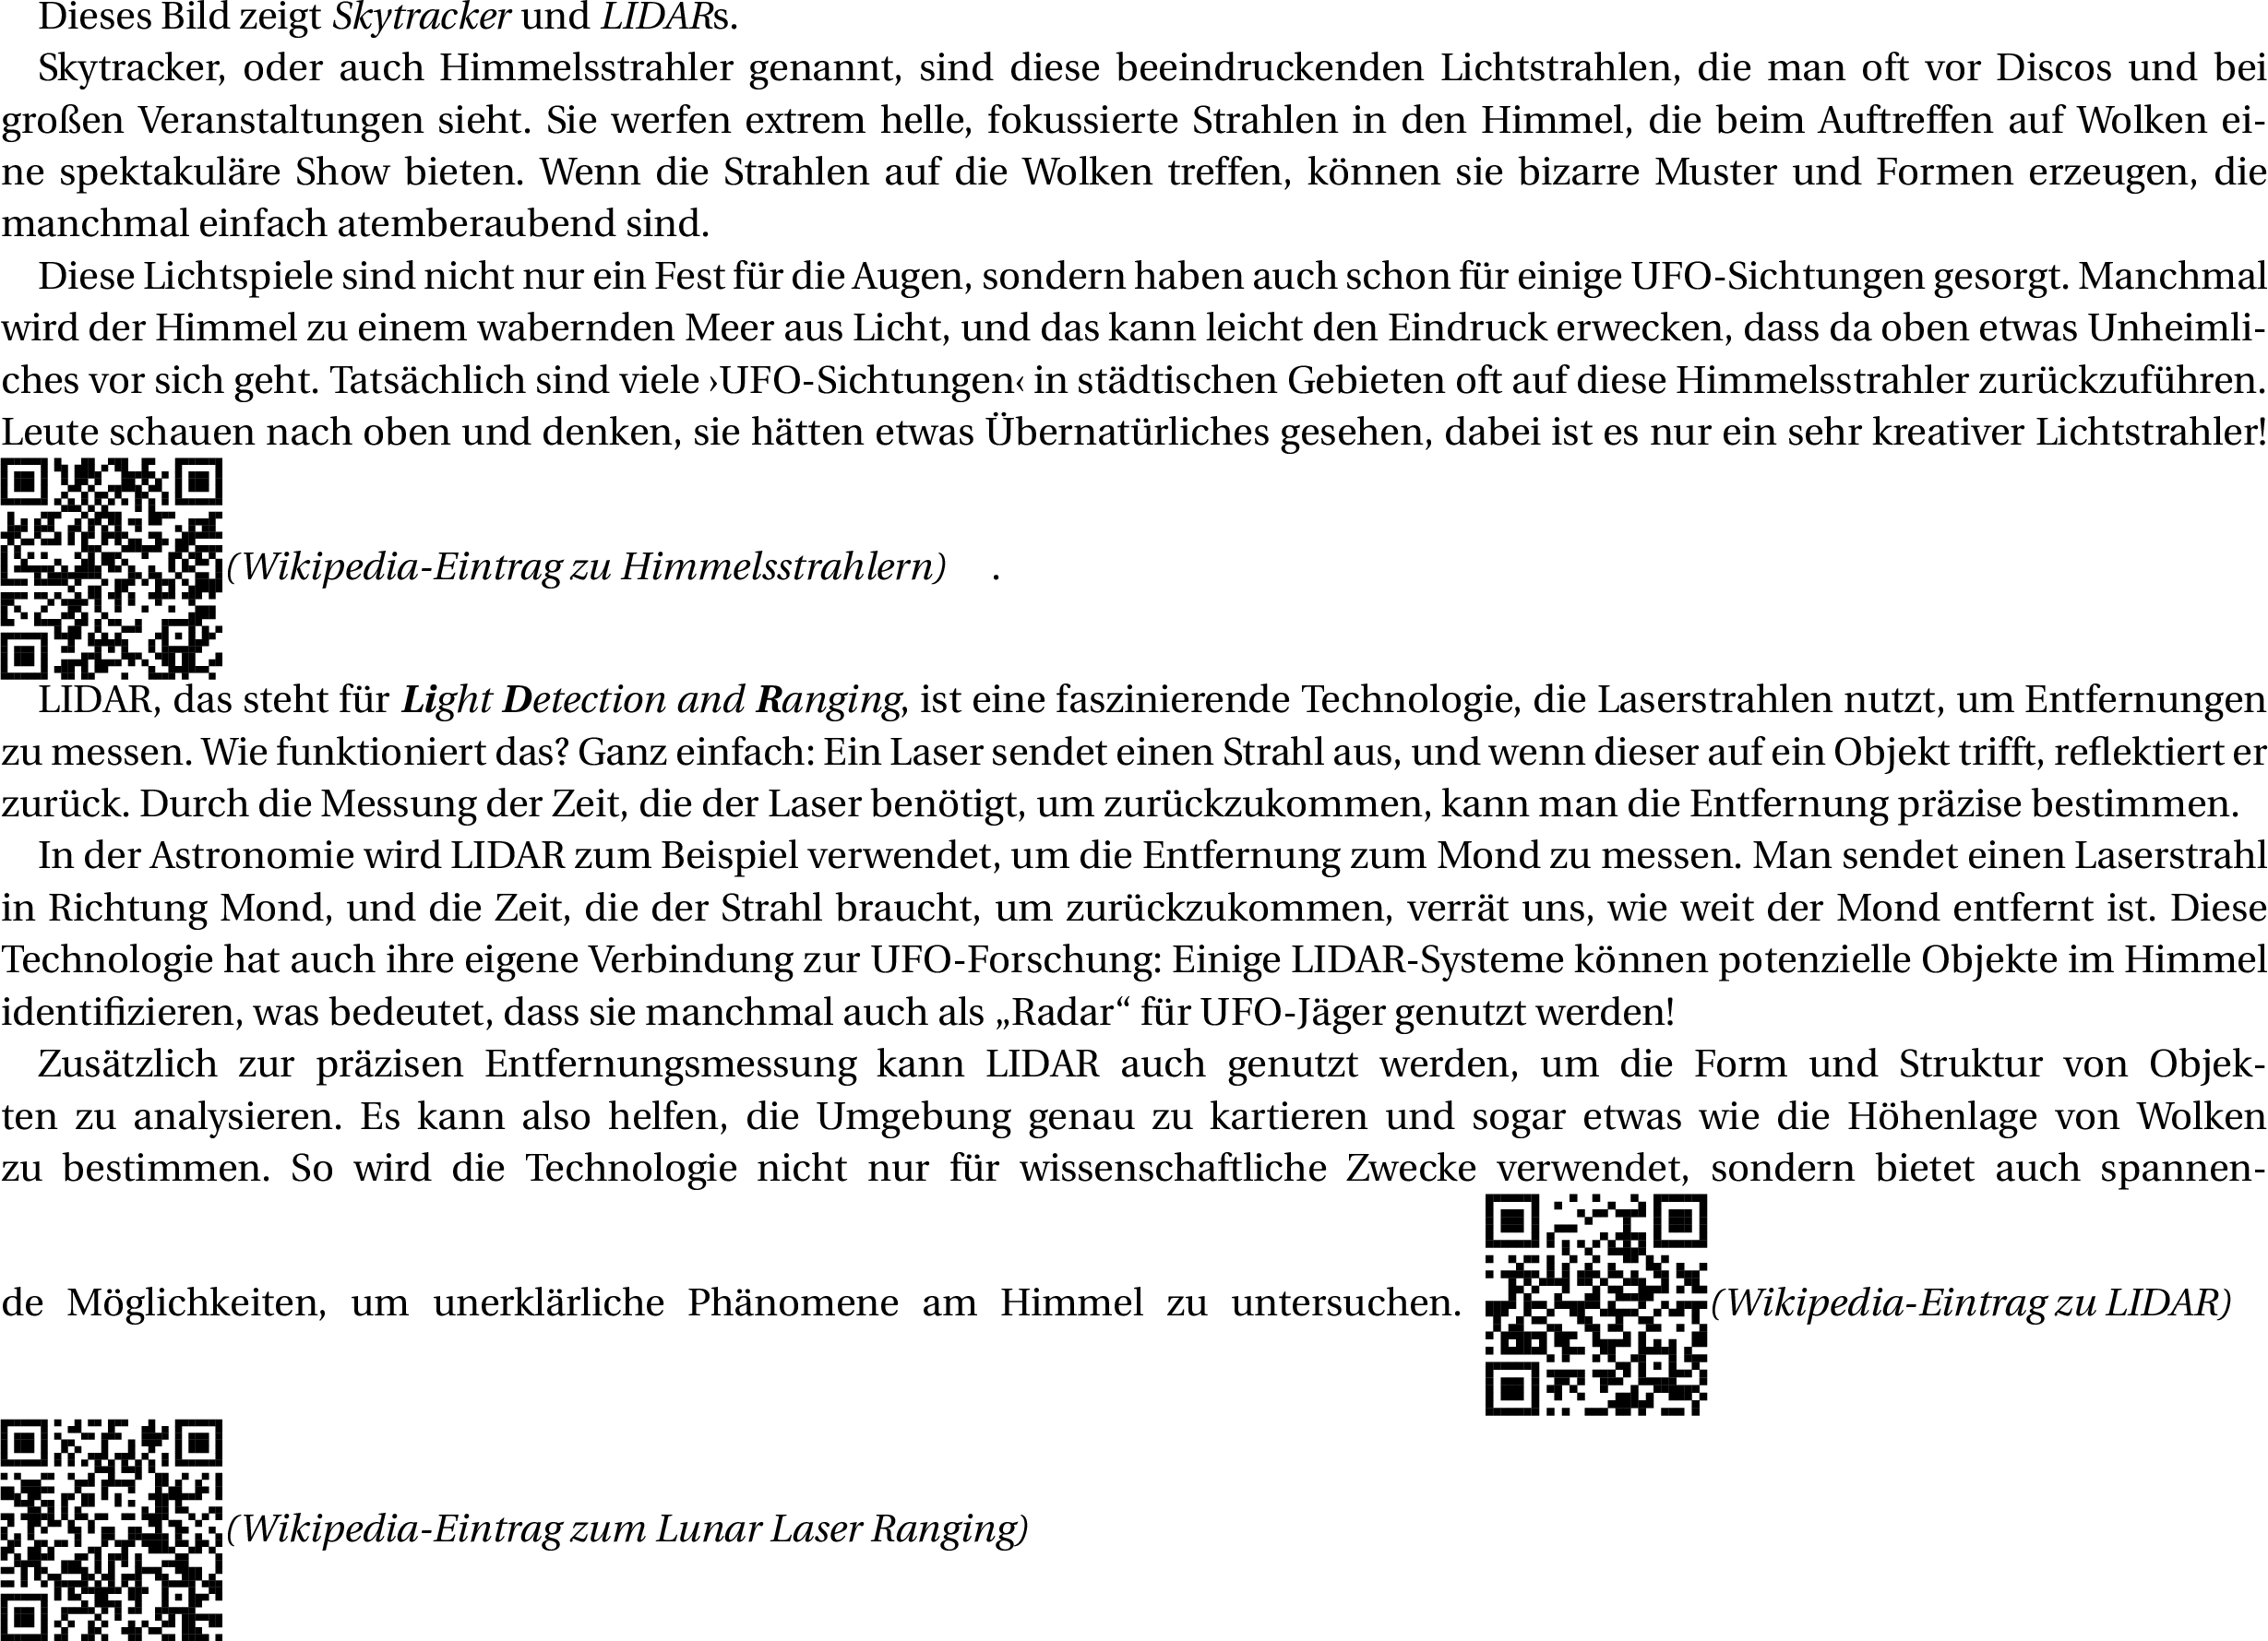 Dieses Bild zeigt Skytracker und LIDARs.
Skytracker, oder auch Himmelsstrahler genannt, sind diese beeindruckenden Lichtstrahlen, die man oft vor Discos und bei
großen Veranstaltungen sieht. Sie werfen extrem helle, fokussierte Strahlen in den Himmel, die beim Auftreffen auf Wolken ei-
ne spektakuläre Show bieten. Wenn die Strahlen auf die Wolken treffen, können sie bizarre Muster und Formen erzeugen, die
manchmal einfach atemberaubend sind.
Diese Lichtspiele sind nicht nur ein Fest für die Augen, sondern haben auch schon für einige UFO-Sichtungen gesorgt. Manchmal
wird der Himmel zu einem wabernden Meer aus Licht, und das kann leicht den Eindruck erwecken, dass da oben etwas Unheimli-
ches vor sich geht. Tatsächlich sind viele ›UFO-Sichtungen‹ in städtischen Gebieten oft auf diese Himmelsstrahler zurückzuführen.
Leute schauen nach oben und denken, sie hätten etwas Übernatürliches gesehen, dabei ist es nur ein sehr kreativer Lichtstrahler!
(Wikipedia-Eintrag zu Himmelsstrahlern) .
LIDAR, das steht für Light Detection and Ranging, ist eine faszinierende Technologie, die Laserstrahlen nutzt, um Entfernungen
zu messen. Wie funktioniert das? Ganz einfach: Ein Laser sendet einen Strahl aus, und wenn dieser auf ein Objekt trifft, reflektiert er
zurück. Durch die Messung der Zeit, die der Laser benötigt, um zurückzukommen, kann man die Entfernung präzise bestimmen.
In der Astronomie wird LIDAR zum Beispiel verwendet, um die Entfernung zum Mond zu messen. Man sendet einen Laserstrahl
in Richtung Mond, und die Zeit, die der Strahl braucht, um zurückzukommen, verrät uns, wie weit der Mond entfernt ist. Diese
Technologie hat auch ihre eigene Verbindung zur UFO-Forschung: Einige LIDAR-Systeme können potenzielle Objekte im Himmel
identifizieren, was bedeutet, dass sie manchmal auch als „Radar“ für UFO-Jäger genutzt werden!
Zusätzlich zur präzisen Entfernungsmessung kann LIDAR auch genutzt werden, um die Form und Struktur von Objek-
ten zu analysieren. Es kann also helfen, die Umgebung genau zu kartieren und sogar etwas wie die Höhenlage von Wolken
zu bestimmen. So wird die Technologie nicht nur für wissenschaftliche Zwecke verwendet, sondern bietet auch spannen-
de Möglichkeiten, um unerklärliche Phänomene am Himmel zu untersuchen. (Wikipedia-Eintrag zu LIDAR)
(Wikipedia-Eintrag zum Lunar Laser Ranging)